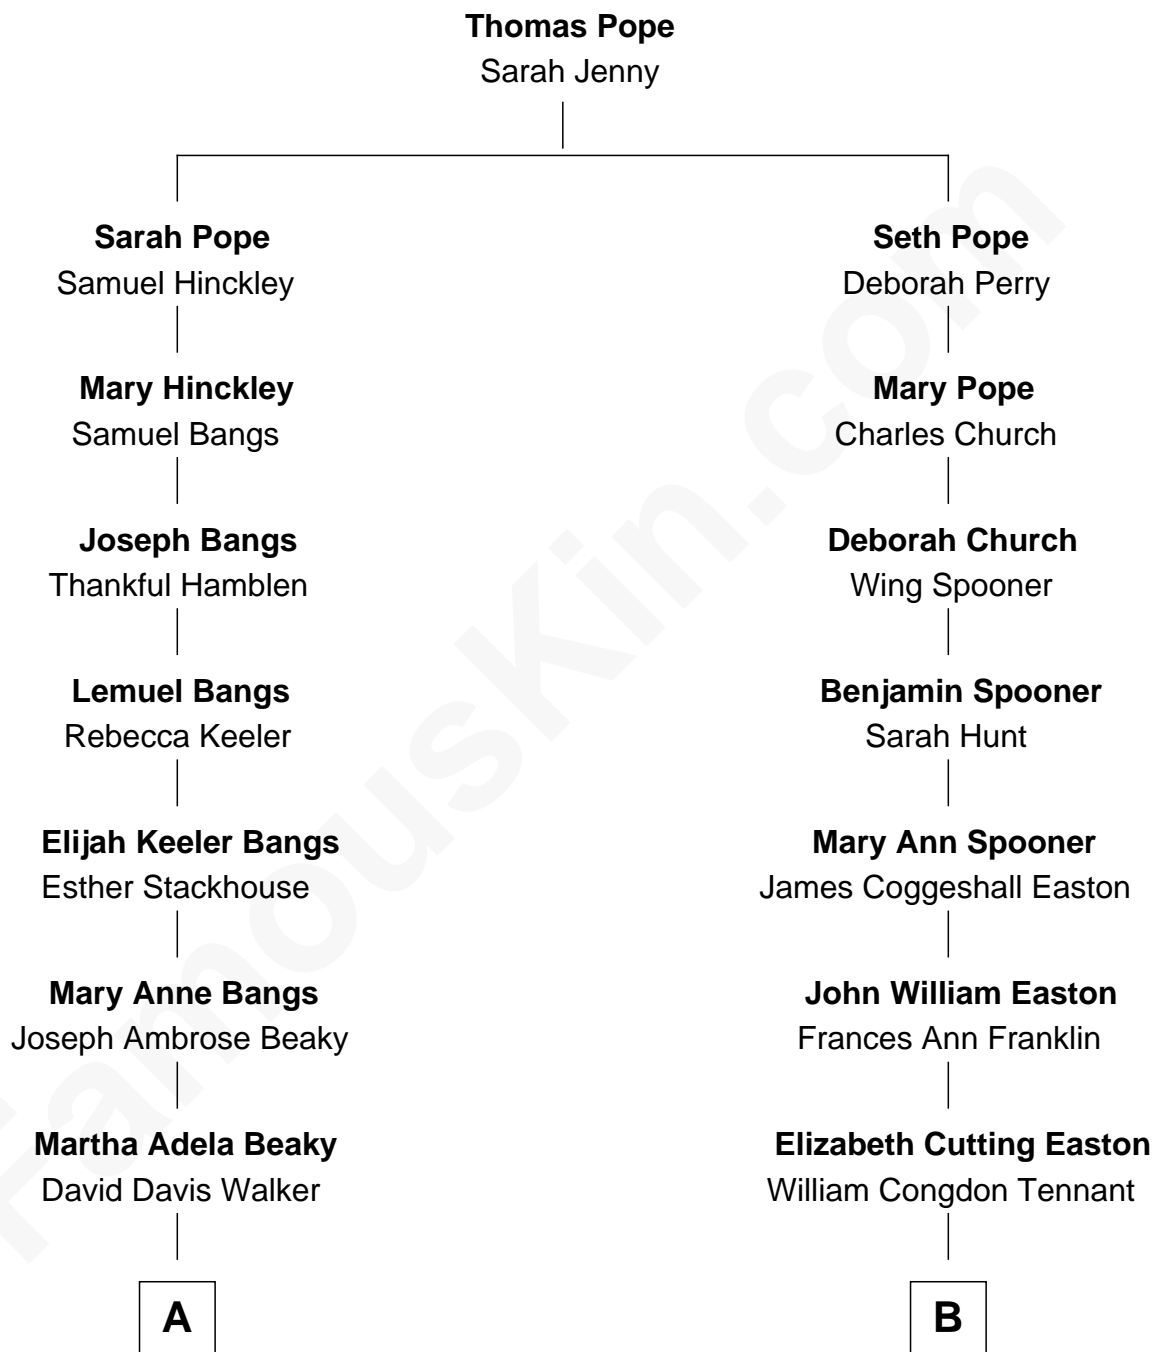 Thomas Pope
Sarah Jenny
Sarah Pope
Samuel Hinckley
Seth Pope
Deborah Perry
Mary Hinckley
Samuel Bangs
Mary Pope
Charles Church
Joseph Bangs
Thankful Hamblen
Deborah Church
Wing Spooner
Lemuel Bangs
Rebecca Keeler
Benjamin Spooner
Sarah Hunt
Elijah Keeler Bangs
Esther Stackhouse
Mary Ann Spooner
James Coggeshall Easton
Mary Anne Bangs
Joseph Ambrose Beaky
John William Easton
Frances Ann Franklin
Martha Adela Beaky
David Davis Walker
Elizabeth Cutting Easton
William Congdon Tennant
A
B
FamousKin.com